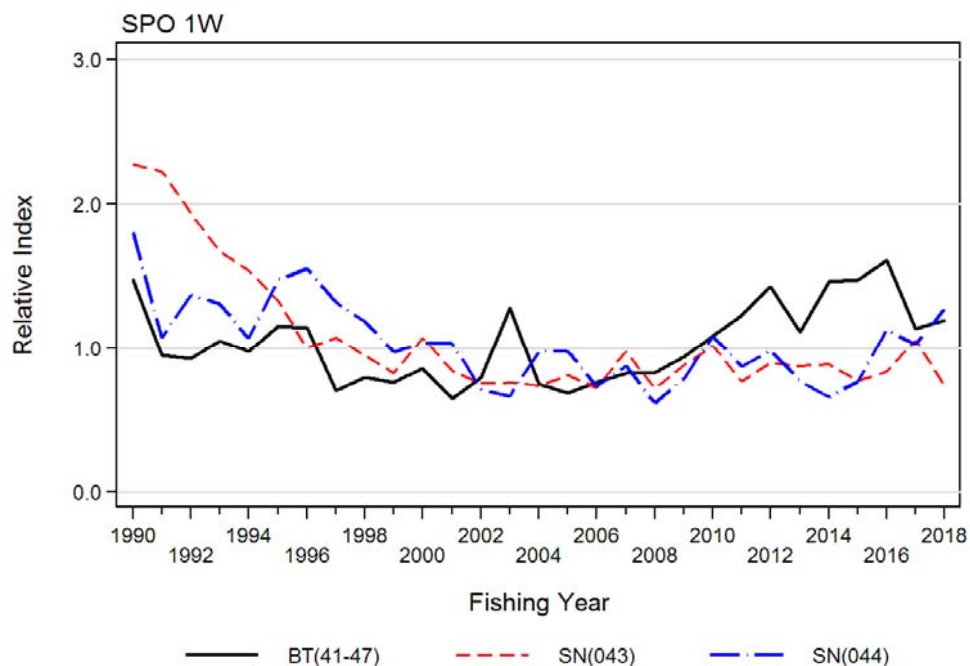 SPO 1W
3.0
2.0
1.0
0.0
Relative Index
1990 1994 1998 2002 2006 2010 2014 2018
1992 1996 2000 2004 2008 2012 2016
Fishing Year
BT(41-47) SN(043) SN(044)